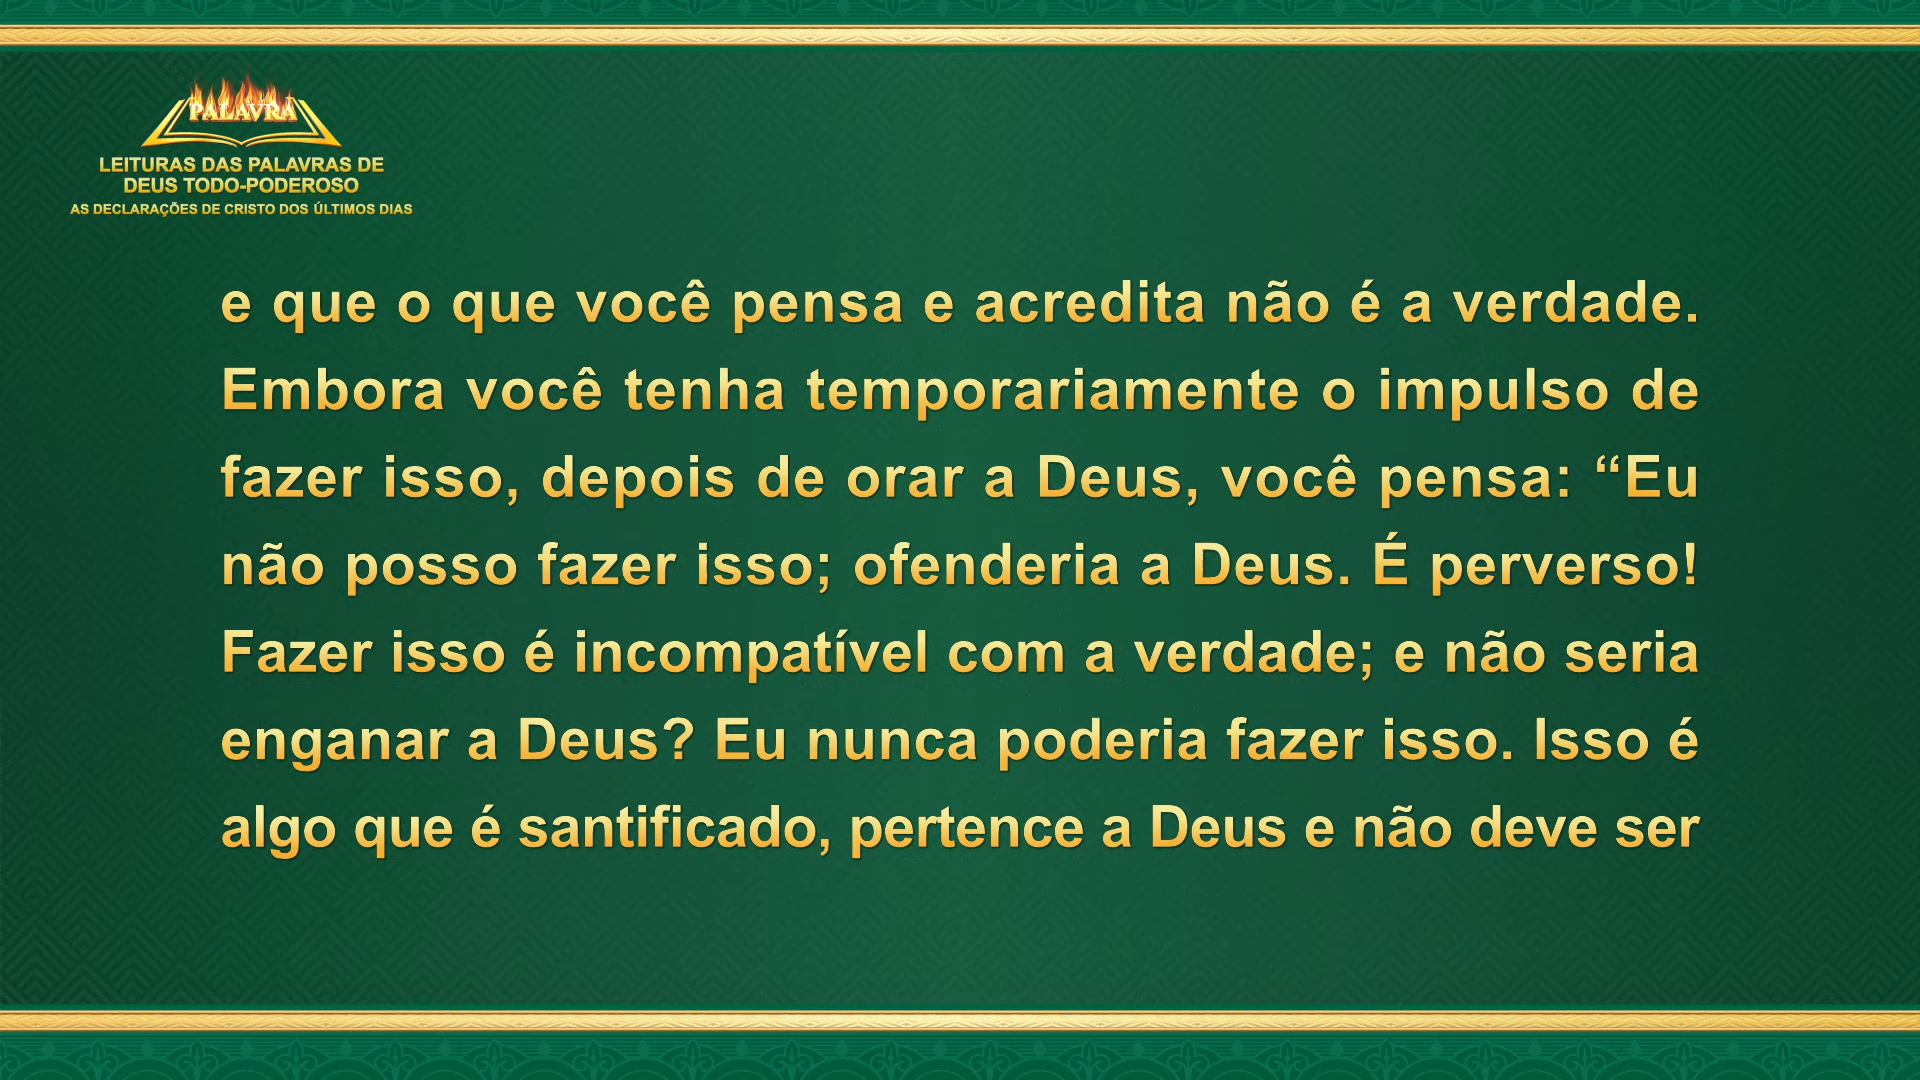 PALAVRA
LEITURAS DAS PALAVRAS DE
DEUS TODO-PODEROSO
AS DECLARAÇÕES DE CRISTO DOS ÚLTIMOS DIAS
e que o que você pensa e acredita não é a verdade.
Embora você tenha temporariamente o impulso de
fazer isso, depois de orar a Deus, você pensa: “Eu
não posso fazer isso; ofenderia a Deus. É perverso!
Fazer isso é incompatível com a verdade; e não seria
enganar a Deus? Eu nunca poderia fazer isso. Isso é
algo que é santificado, pertence a Deus e não deve ser